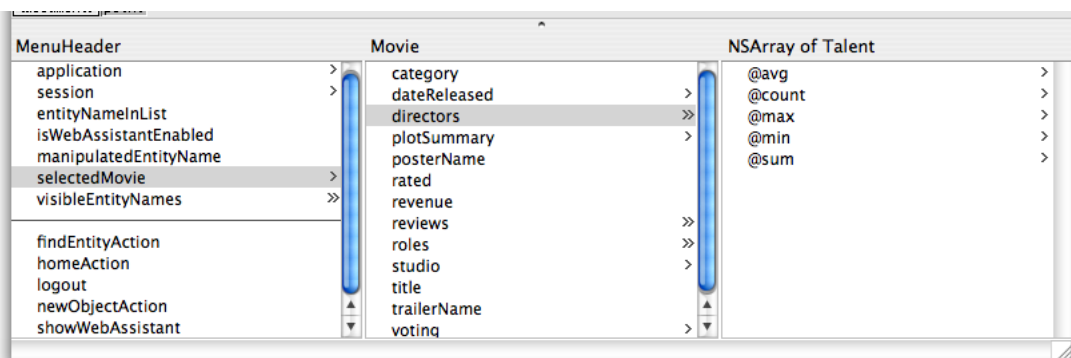 MenuHeader
application >
session >
entityNameInList
isWebAssistantEnabled
manipulatedEntityName
selectedMovie >
visibleEntityNames »
findEntityAction
homeAction
logout
newObjectAction
showWebAssistant
Movie
category
dateReleased >
directors »
plotSummary >
posterName
rated
revenue
reviews »
roles »
studio >
title
trailerName
voting >
NSArray of Talent
@avg >
@count >
@max >
@min >
@sum >